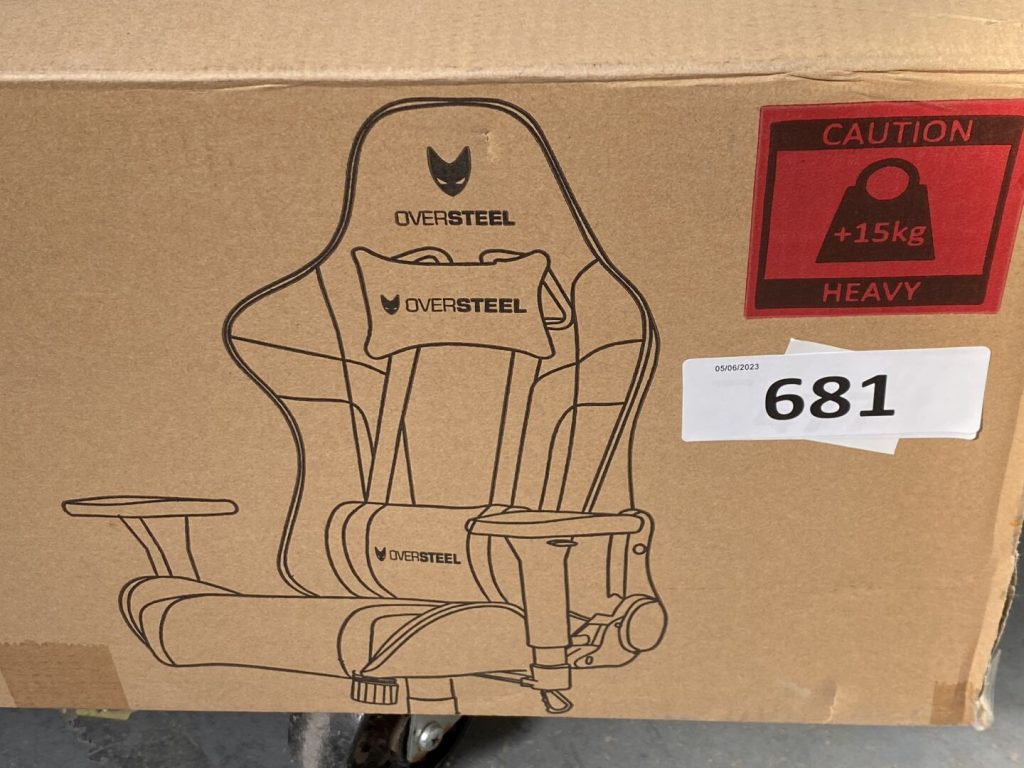 OVERSTEEL
OVERSTEEL
OVERSTEEL
CAUTION
+15kg
HEAVY
05/06/2023
681